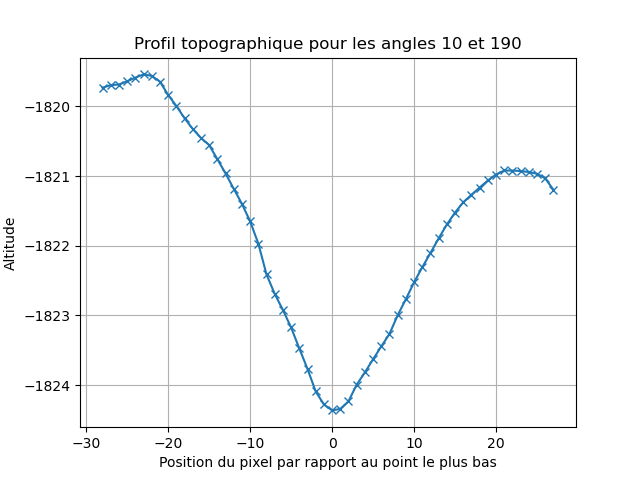 Profil topographique pour les angles 10 et 190
−1820
−1821
−1822
−1823
−1824
Altitude
−30 −20 −10 0 10 20
Position du pixel par rapport au point le plus bas